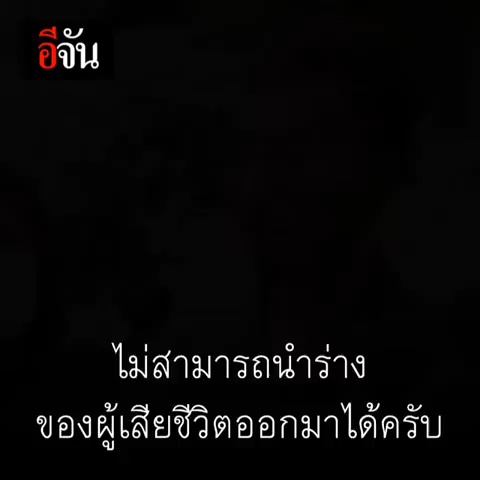 อีจัน
ไม่สามารถนำร่าง
ของผู้เสียชีวิตออกมาได้ครับ